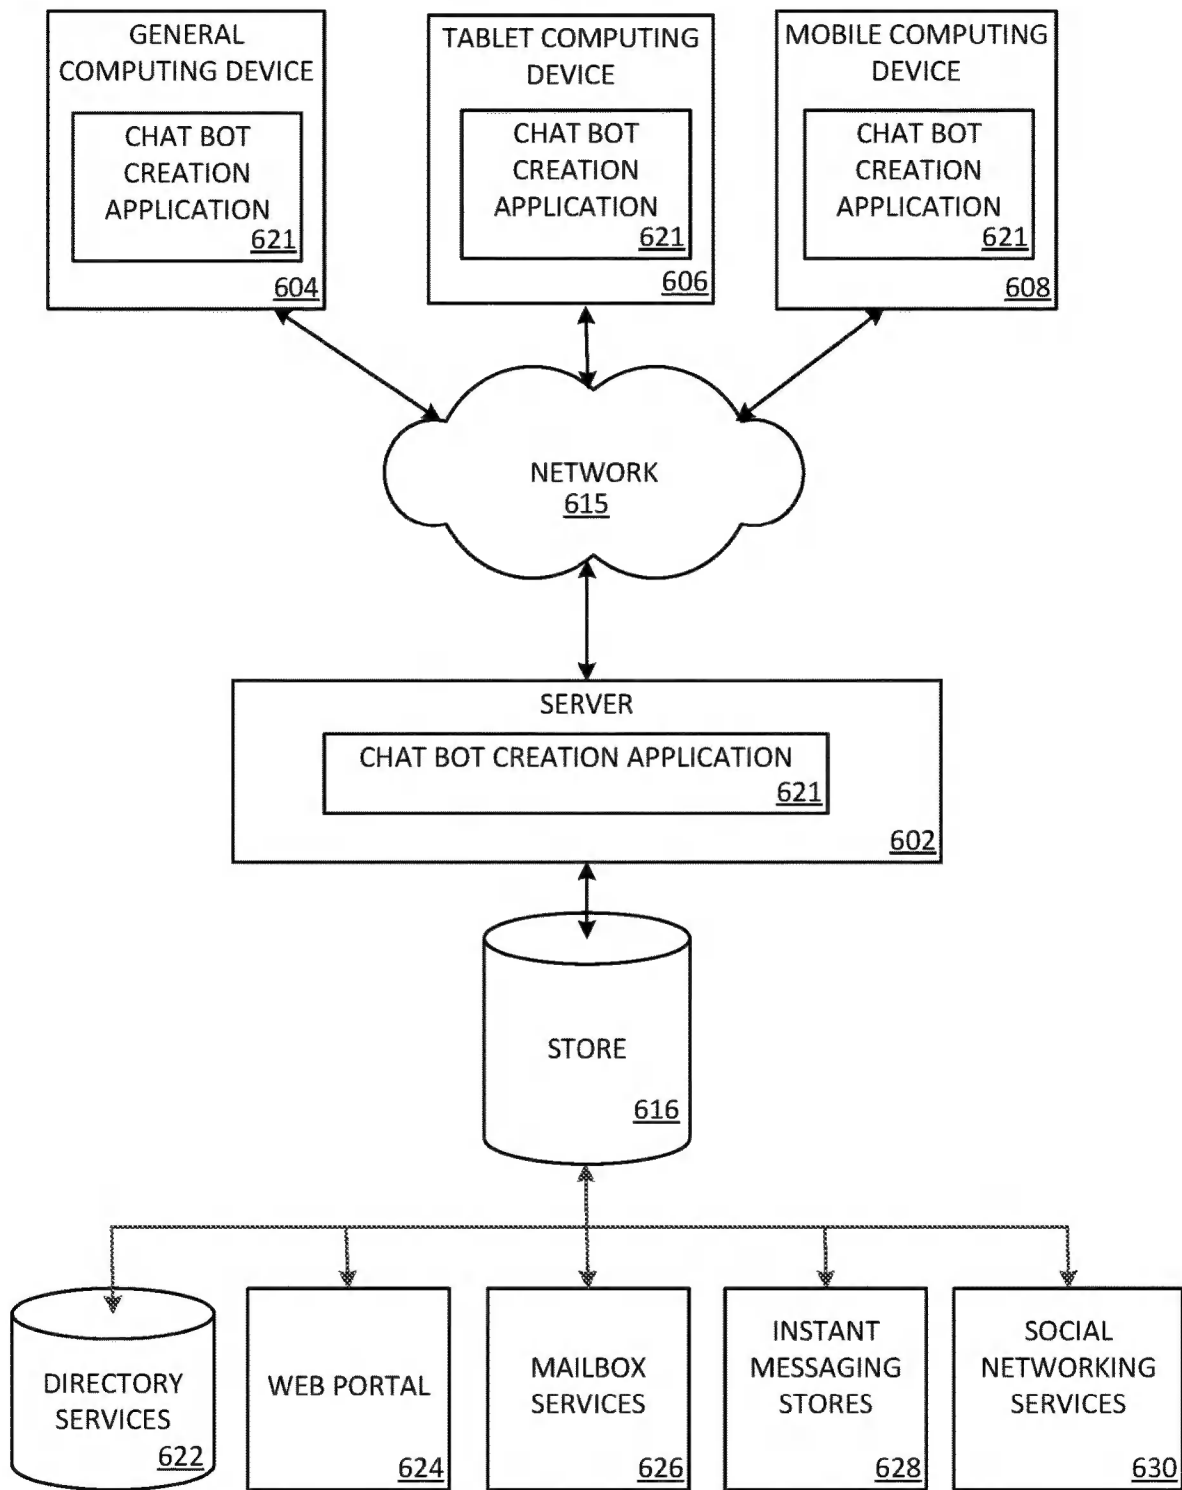 GENERAL
COMPUTING DEVICE
CHAT BOT
CREATION
APPLICATION
621
604
TABLET COMPUTING
DEVICE
CHAT BOT
CREATION
APPLICATION
621
606
MOBILE COMPUTING
DEVICE
CHAT BOT
CREATION
APPLICATION
621
608
NETWORK
615
SERVER
CHAT BOT CREATION APPLICATION
621
602
STORE
616
DIRECTORY
SERVICES
622
WEB PORTAL
624
MAILBOX
SERVICES
626
INSTANT
MESSAGING
STORES
628
SOCIAL
NETWORKING
SERVICES
630